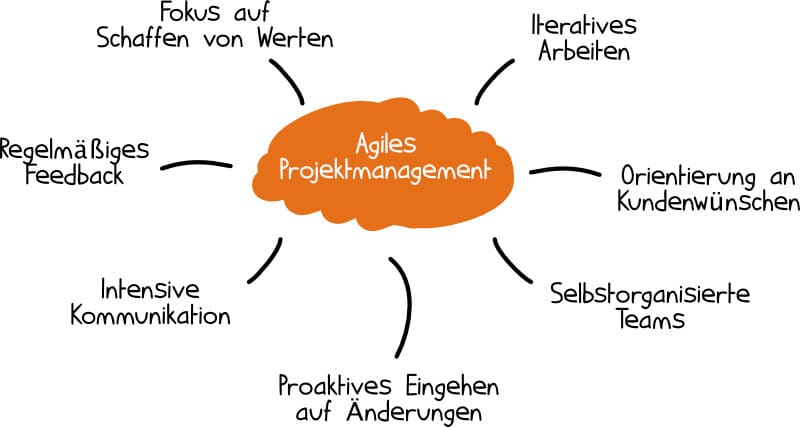 Fokus auf
Schaffen von Werten
Iteratives
Arbeiten
Agiles
Projektmanagement
Regelmäßiges
Feedback
Orientierung an
Kundenwünschen
Intensive
Kommunikation
Selbstorganisierte
Teams
Proaktives Eingehen
auf Änderungen